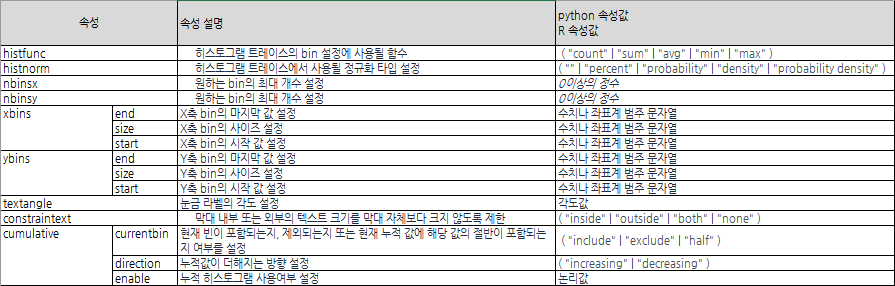 속성 속성 설명 python 속성값
R 속성값
histfunc 히스토그램 트레이스의 bin 설정에 사용될 함수 ( "count" | "sum" | "avg" | "min" | "max" )
histnorm 히스토그램 트레이스에서 사용될 정규화 타입 설정 ( "" | "percent" | "probability" | "density" | "probability density" )
nbinsx 원하는 bin의 최대 개수 설정 0이상의 정수
nbinsy 원하는 bin의 최대 개수 설정 0이상의 정수
xbins end X축 bin의 마지막 값 설정 수치나 좌표계 범주 문자열
size X축 bin의 사이즈 설정 수치나 좌표계 범주 문자열
start X축 bin의 시작 값 설정 수치나 좌표계 범주 문자열
ybins end Y축 bin의 마지막 값 설정 수치나 좌표계 범주 문자열
size Y축 bin의 사이즈 설정 수치나 좌표계 범주 문자열
start Y축 bin의 시작 값 설정 수치나 좌표계 범주 문자열
textangle 눈금 라벨의 각도 설정 각도값
constraintext 막대 내부 또는 외부의 텍스트 크기를 막대 자체보다 크지 않도록 제한 ( "inside" | "outside" | "both" | "none" )
cumulative currentbin 현재 빈이 포함되는지, 제외되는지 또는 현재 누적 값에 해당 값의 절반이 포함되는
지 여부를 설정 ( "include" | "exclude" | "half" )
direction 누적값이 더해지는 방향 설정 ( "increasing" | "decreasing" )
enable 누적 히스토그램 사용여부 설정 논리값